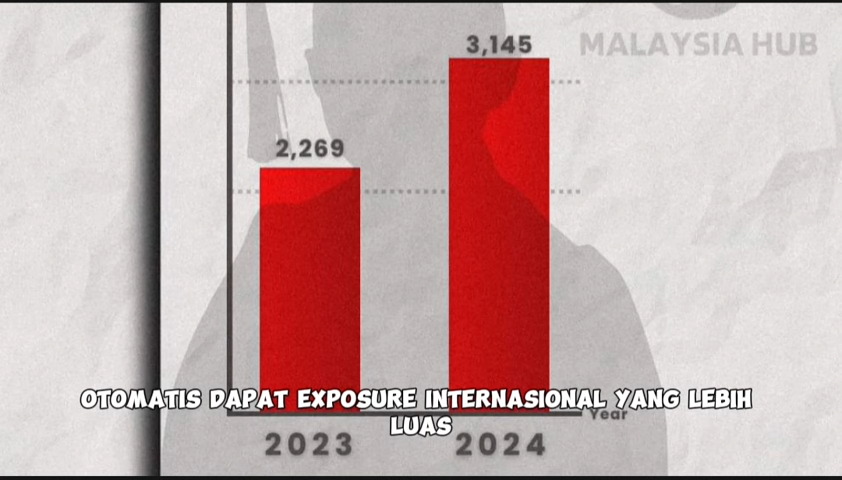 3,145
MALAYSIA HUB
2,269
OTOMATIS DAPAT EXPOSURE INTERNASIONAL YANG LEBIH
LUAS
Year
2023
2024